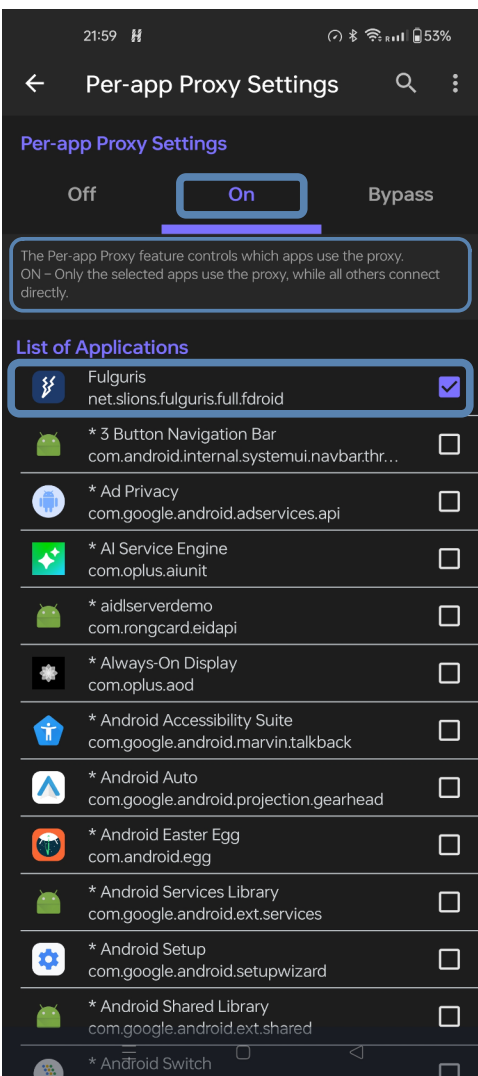 21:59
53%
Per-app Proxy Settings
Per-app Proxy Settings
Off
On
Bypass
The Per-app Proxy feature controls which apps use the proxy.
ON – Only the selected apps use the proxy, while all others connect
directly.
List of Applications
Fulguris
net.slions.fulguris.full.fdroid
* 3 Button Navigation Bar
com.android.internal.systemui.navbar.thr...
* Ad Privacy
com.google.android.adservices.api
* AI Service Engine
com.oplus.aiunit
* aidlserverdemo
com.rongcard.eidapi
* Always-On Display
com.oplus.aod
* Android Accessibility Suite
com.google.android.marvin.talkback
* Android Auto
com.google.android.projection.gearhead
* Android Easter Egg
com.android.egg
* Android Services Library
com.google.android.ext.services
* Android Setup
com.google.android.setupwizard
* Android Shared Library
com.google.android.ext.shared
* Android Switch